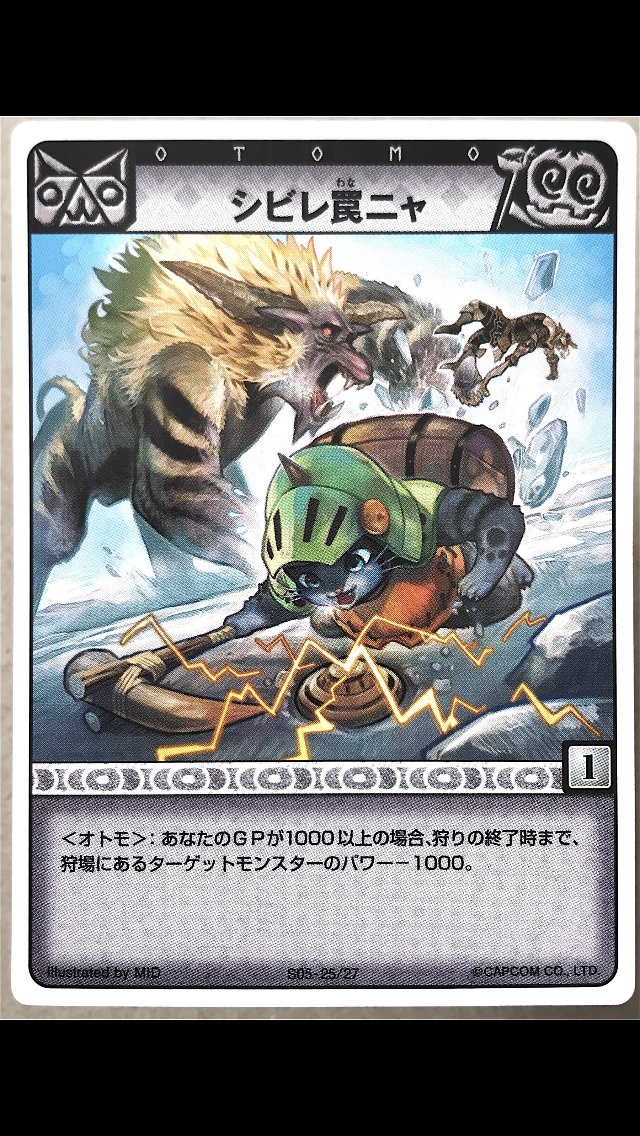 OTOMO
わな
シビレ罠ニャ
1
＜オトモ＞：あなたのＧＰが1000以上の場合、狩りの終了時まで、
狩場にあるターゲットモンスターのパワー－1000。
Illustrated by MID S05-25/27 ©CAPCOM CO., LTD.